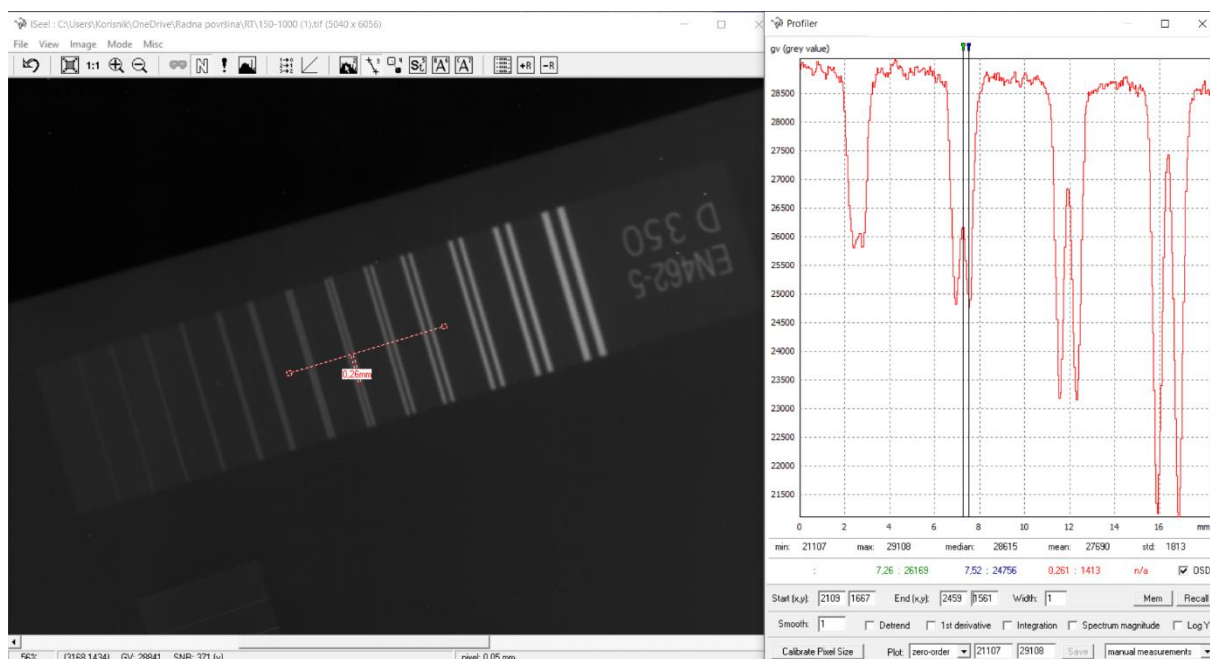 ISee! : C:\Users\Korisnik\OneDrive\Radna površina\RT\150-1000 (1).tif (5040 x 6056)
File View Image Mode Misc
1:1
D 350
EN462-5
0,26mm
56% (3168,1434) GV: 28841 SNR: 371 (v) pixel: 0.05 mm
Profiler
gv (grey value)
28500
28000
27500
27000
26500
26000
25500
25000
24500
24000
23500
23000
22500
22000
21500
0 2 4 6 8 10 12 14 16 mm
min: 21107 max: 29108 median: 28615 mean: 27690 std: 1813
: 7,26 : 26169 7,52 : 24756 0,261 : 1413 n/a OSD
Start (x,y): 2109 1667 End (x,y): 2459 1561 Width: 1 Mem Recall
Smooth: 1 Detrend 1st derivative Integration Spectrum magnitude Log Y
Calibrate Pixel Size Plot: zero-order 21107 29108 Save manual measurements